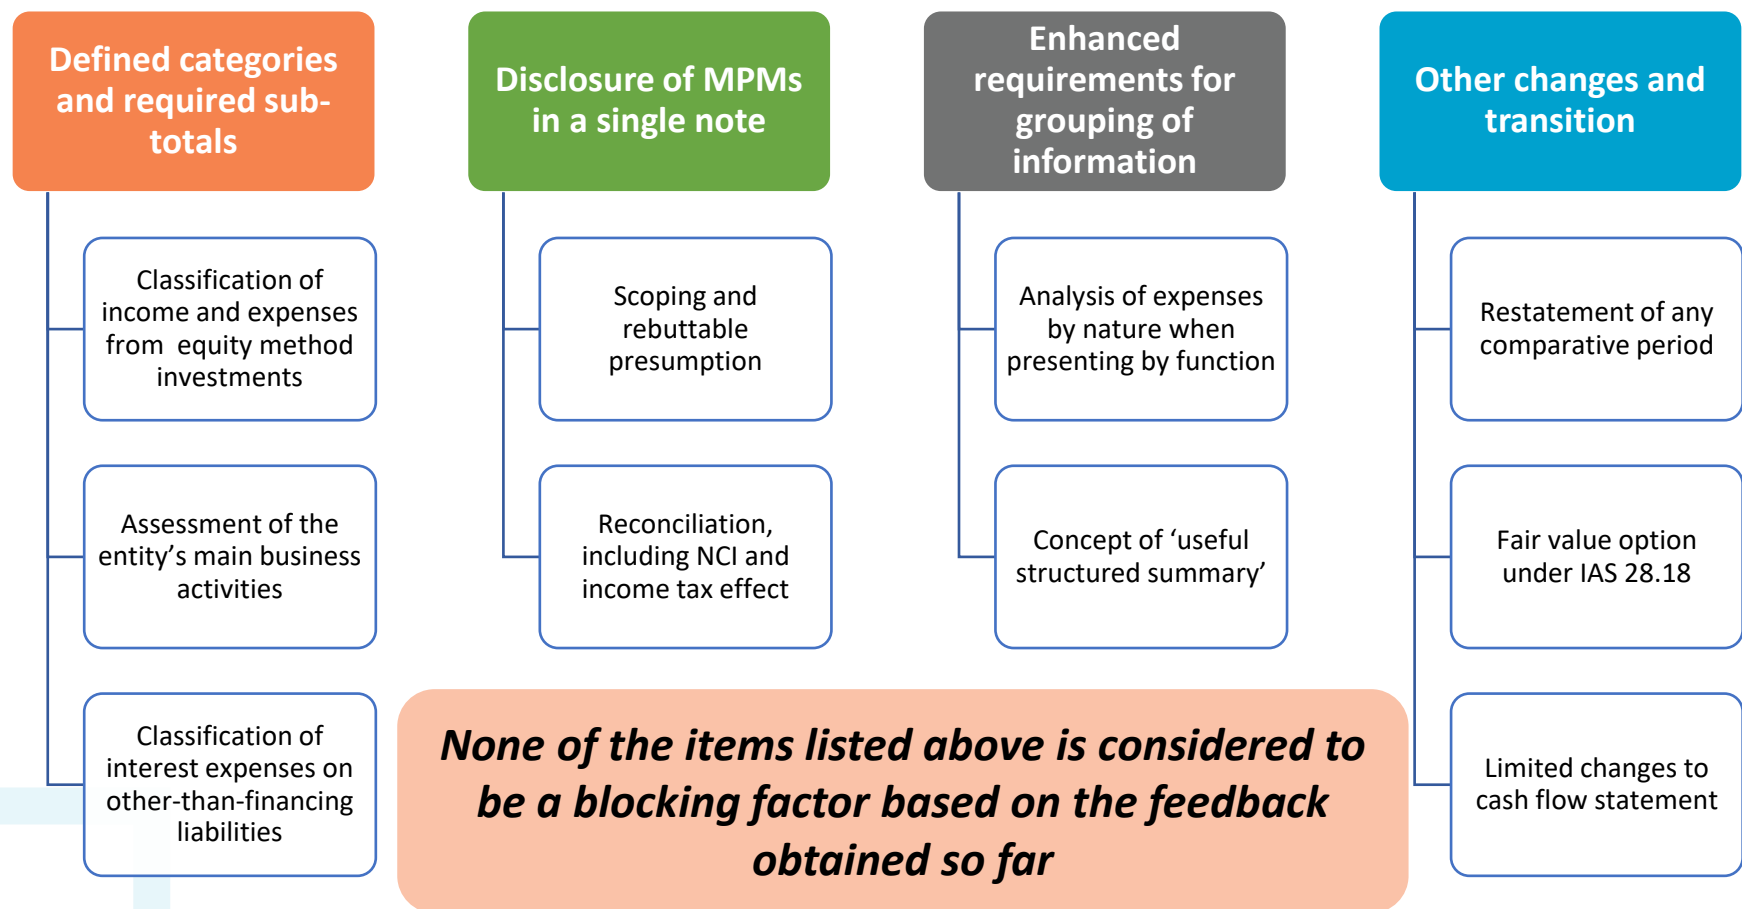 Defined categories
and required sub-
totals
Classification of
income and expenses
from equity method
investments
Assessment of the
entity's main business
activities
Classification of
interest expenses on
other-than-financing
liabilities
Disclosure of MPMs
in a single note
Scoping and
rebuttable
presumption
Reconciliation,
including NCI and
income tax effect
Enhanced
requirements for
grouping of
information
Analysis of expenses
by nature when
presenting by function
Concept of ‘useful
structured summary’
Other changes and
transition
Restatement of any
comparative period
Fair value option
under IAS 28.18
Limited changes to
cash flow statement
None of the items listed above is considered to
be a blocking factor based on the feedback
obtained so far